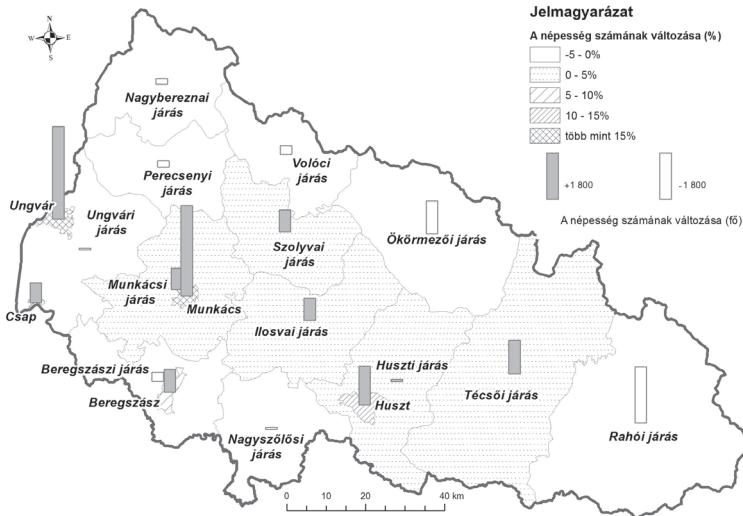 N
W E
S
Jelmagyarázat
A népesség számának változása (%)
-5 - 0%
0 - 5%
5 - 10%
10 - 15%
több mint 15%
+1 800
- 1 800
A népesség számának változása (fő)
Nagybereznai
járás
Perecsenyi
járás
Volóci
járás
Ungvár
Ungvári
járás
Szolyvai
járás
Ökörmezői járás
Munkácsi
járás
Munkács
Csap
Ilosvai járás
Beregszászi járás
Beregszász
Huszti járás
Huszt
Técsői járás
Nagyszőlősi
járás
Rahói járás
0 10 20 40 km